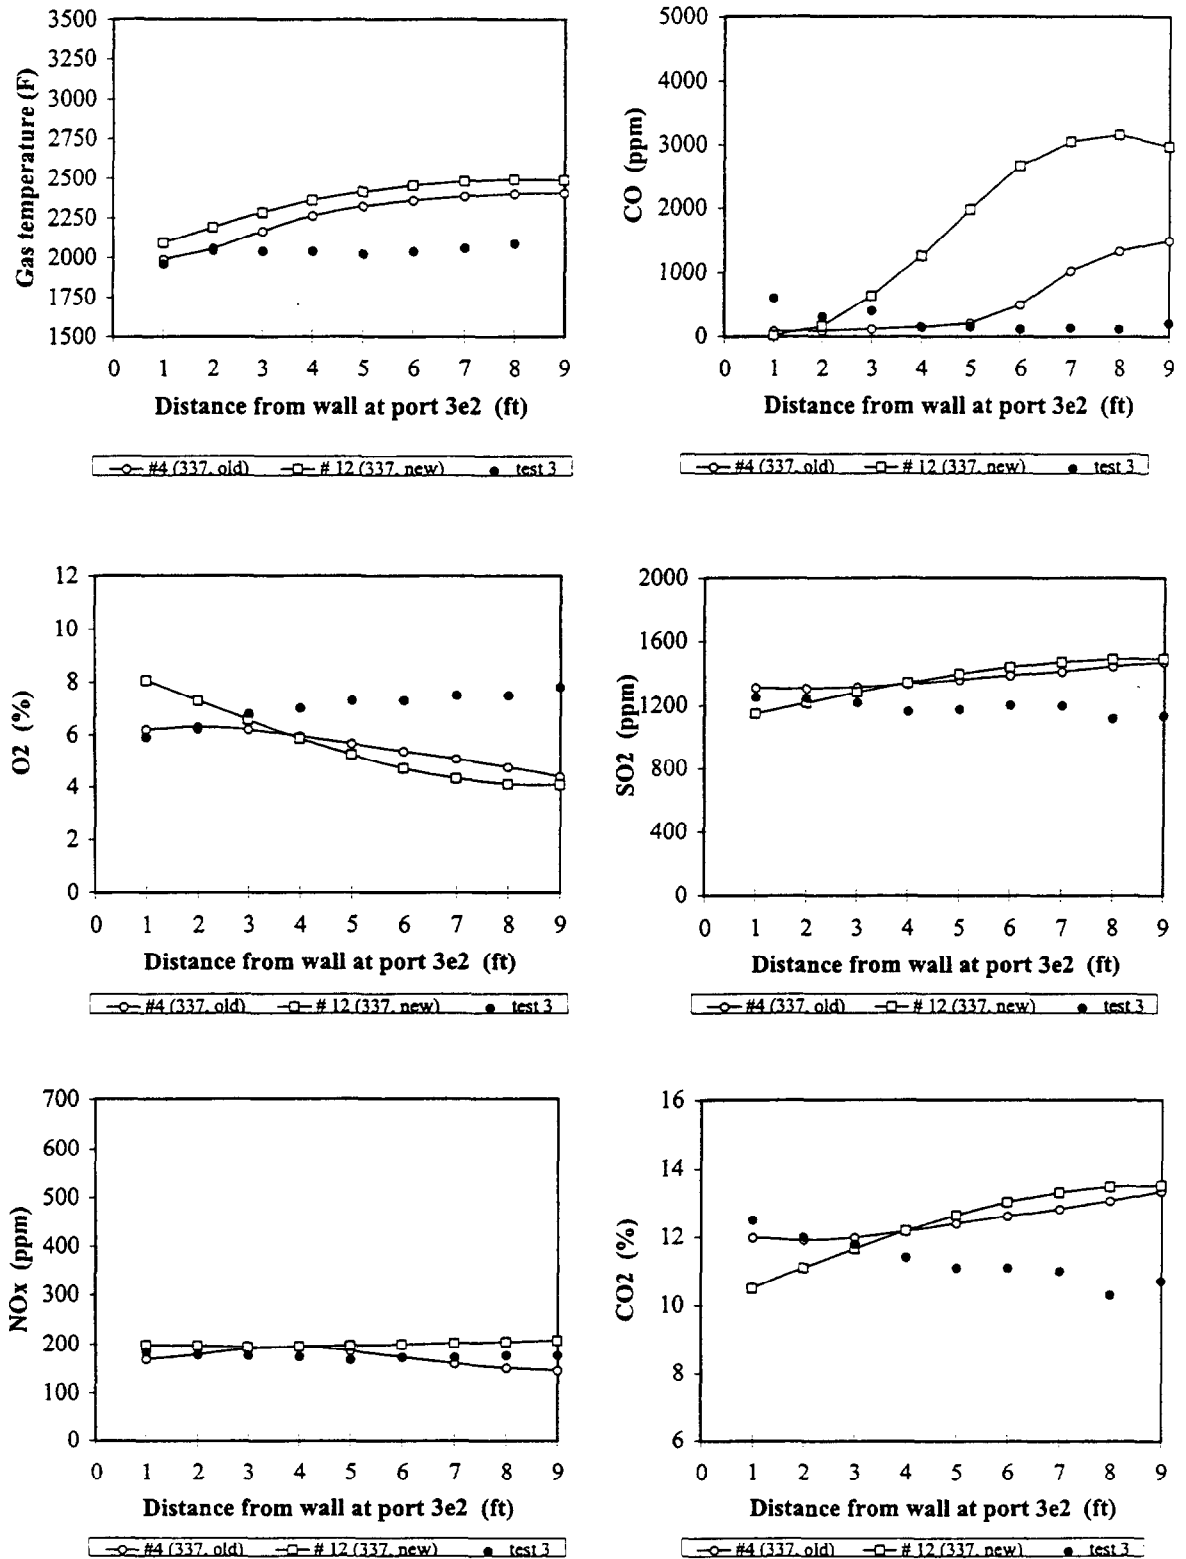 3500
3250
3000
2750
2500
2250
2000
1750
1500
Gas temperature (F)
0 1 2 3 4 5 6 7 8 9
Distance from wall at port 3e2 (ft)
#4 (337, old) # 12 (337, new) test 3
5000
4000
3000
2000
1000
0
CO (ppm)
0 1 2 3 4 5 6 7 8 9
Distance from wall at port 3e2 (ft)
#4 (337, old) # 12 (337, new) test 3
12
10
8
6
4
2
0
O2 (%)
0 1 2 3 4 5 6 7 8 9
Distance from wall at port 3e2 (ft)
#4 (337, old) # 12 (337, new) test 3
2000
1600
1200
800
400
0
SO2 (ppm)
0 1 2 3 4 5 6 7 8 9
Distance from wall at port 3e2 (ft)
#4 (337, old) # 12 (337, new) test 3
700
600
500
400
300
200
100
0
NOx (ppm)
0 1 2 3 4 5 6 7 8 9
Distance from wall at port 3e2 (ft)
#4 (337, old) # 12 (337, new) test 3
16
14
12
10
8
6
CO2 (%)
0 1 2 3 4 5 6 7 8 9
Distance from wall at port 3e2 (ft)
#4 (337, old) # 12 (337, new) test 3